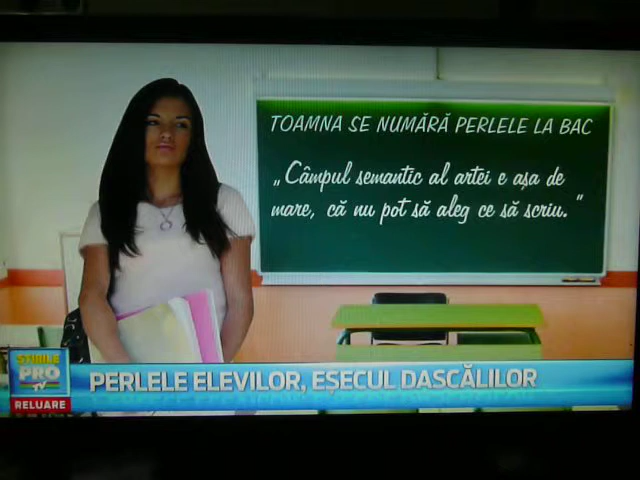 TOAMNA SE NUMĂRĂ PERLELE LA BAC
„Câmpul semantic al artei e așa de
mare, că nu pot să aleg ce să scriu.”
ȘTIRILE
PRO
TV
RELUARE
PERLELE ELEVILOR, EȘECUL DASCĂLILOR